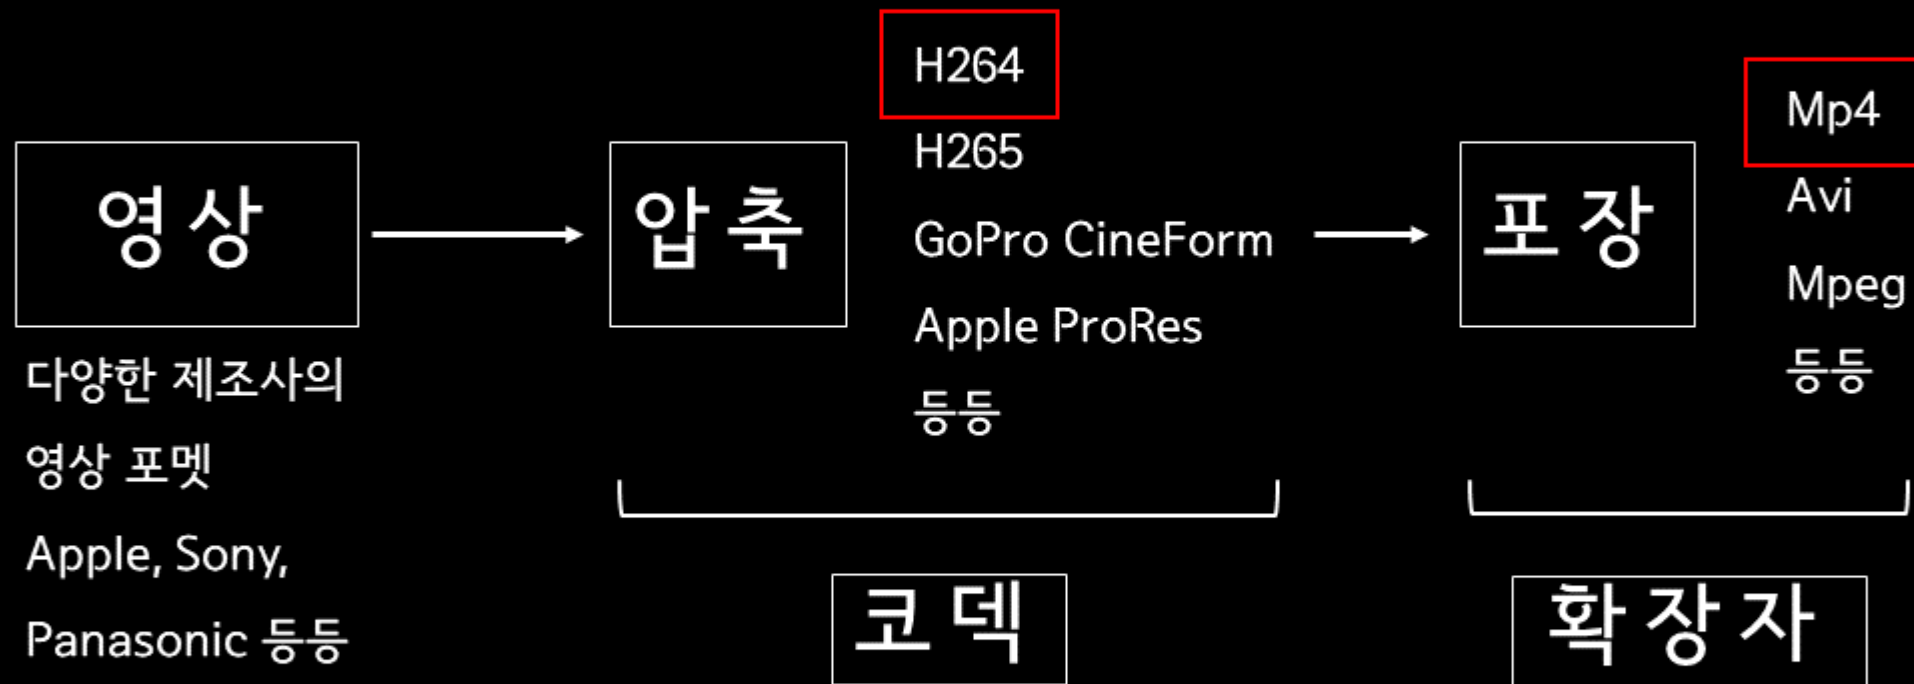 영상
다양한 제조사의
영상 포멧
Apple, Sony,
Panasonic 등등
압축
H264
H265
GoPro CineForm
Apple ProRes
등등
코덱
포장
Mp4
Avi
Mpeg
등등
확장자